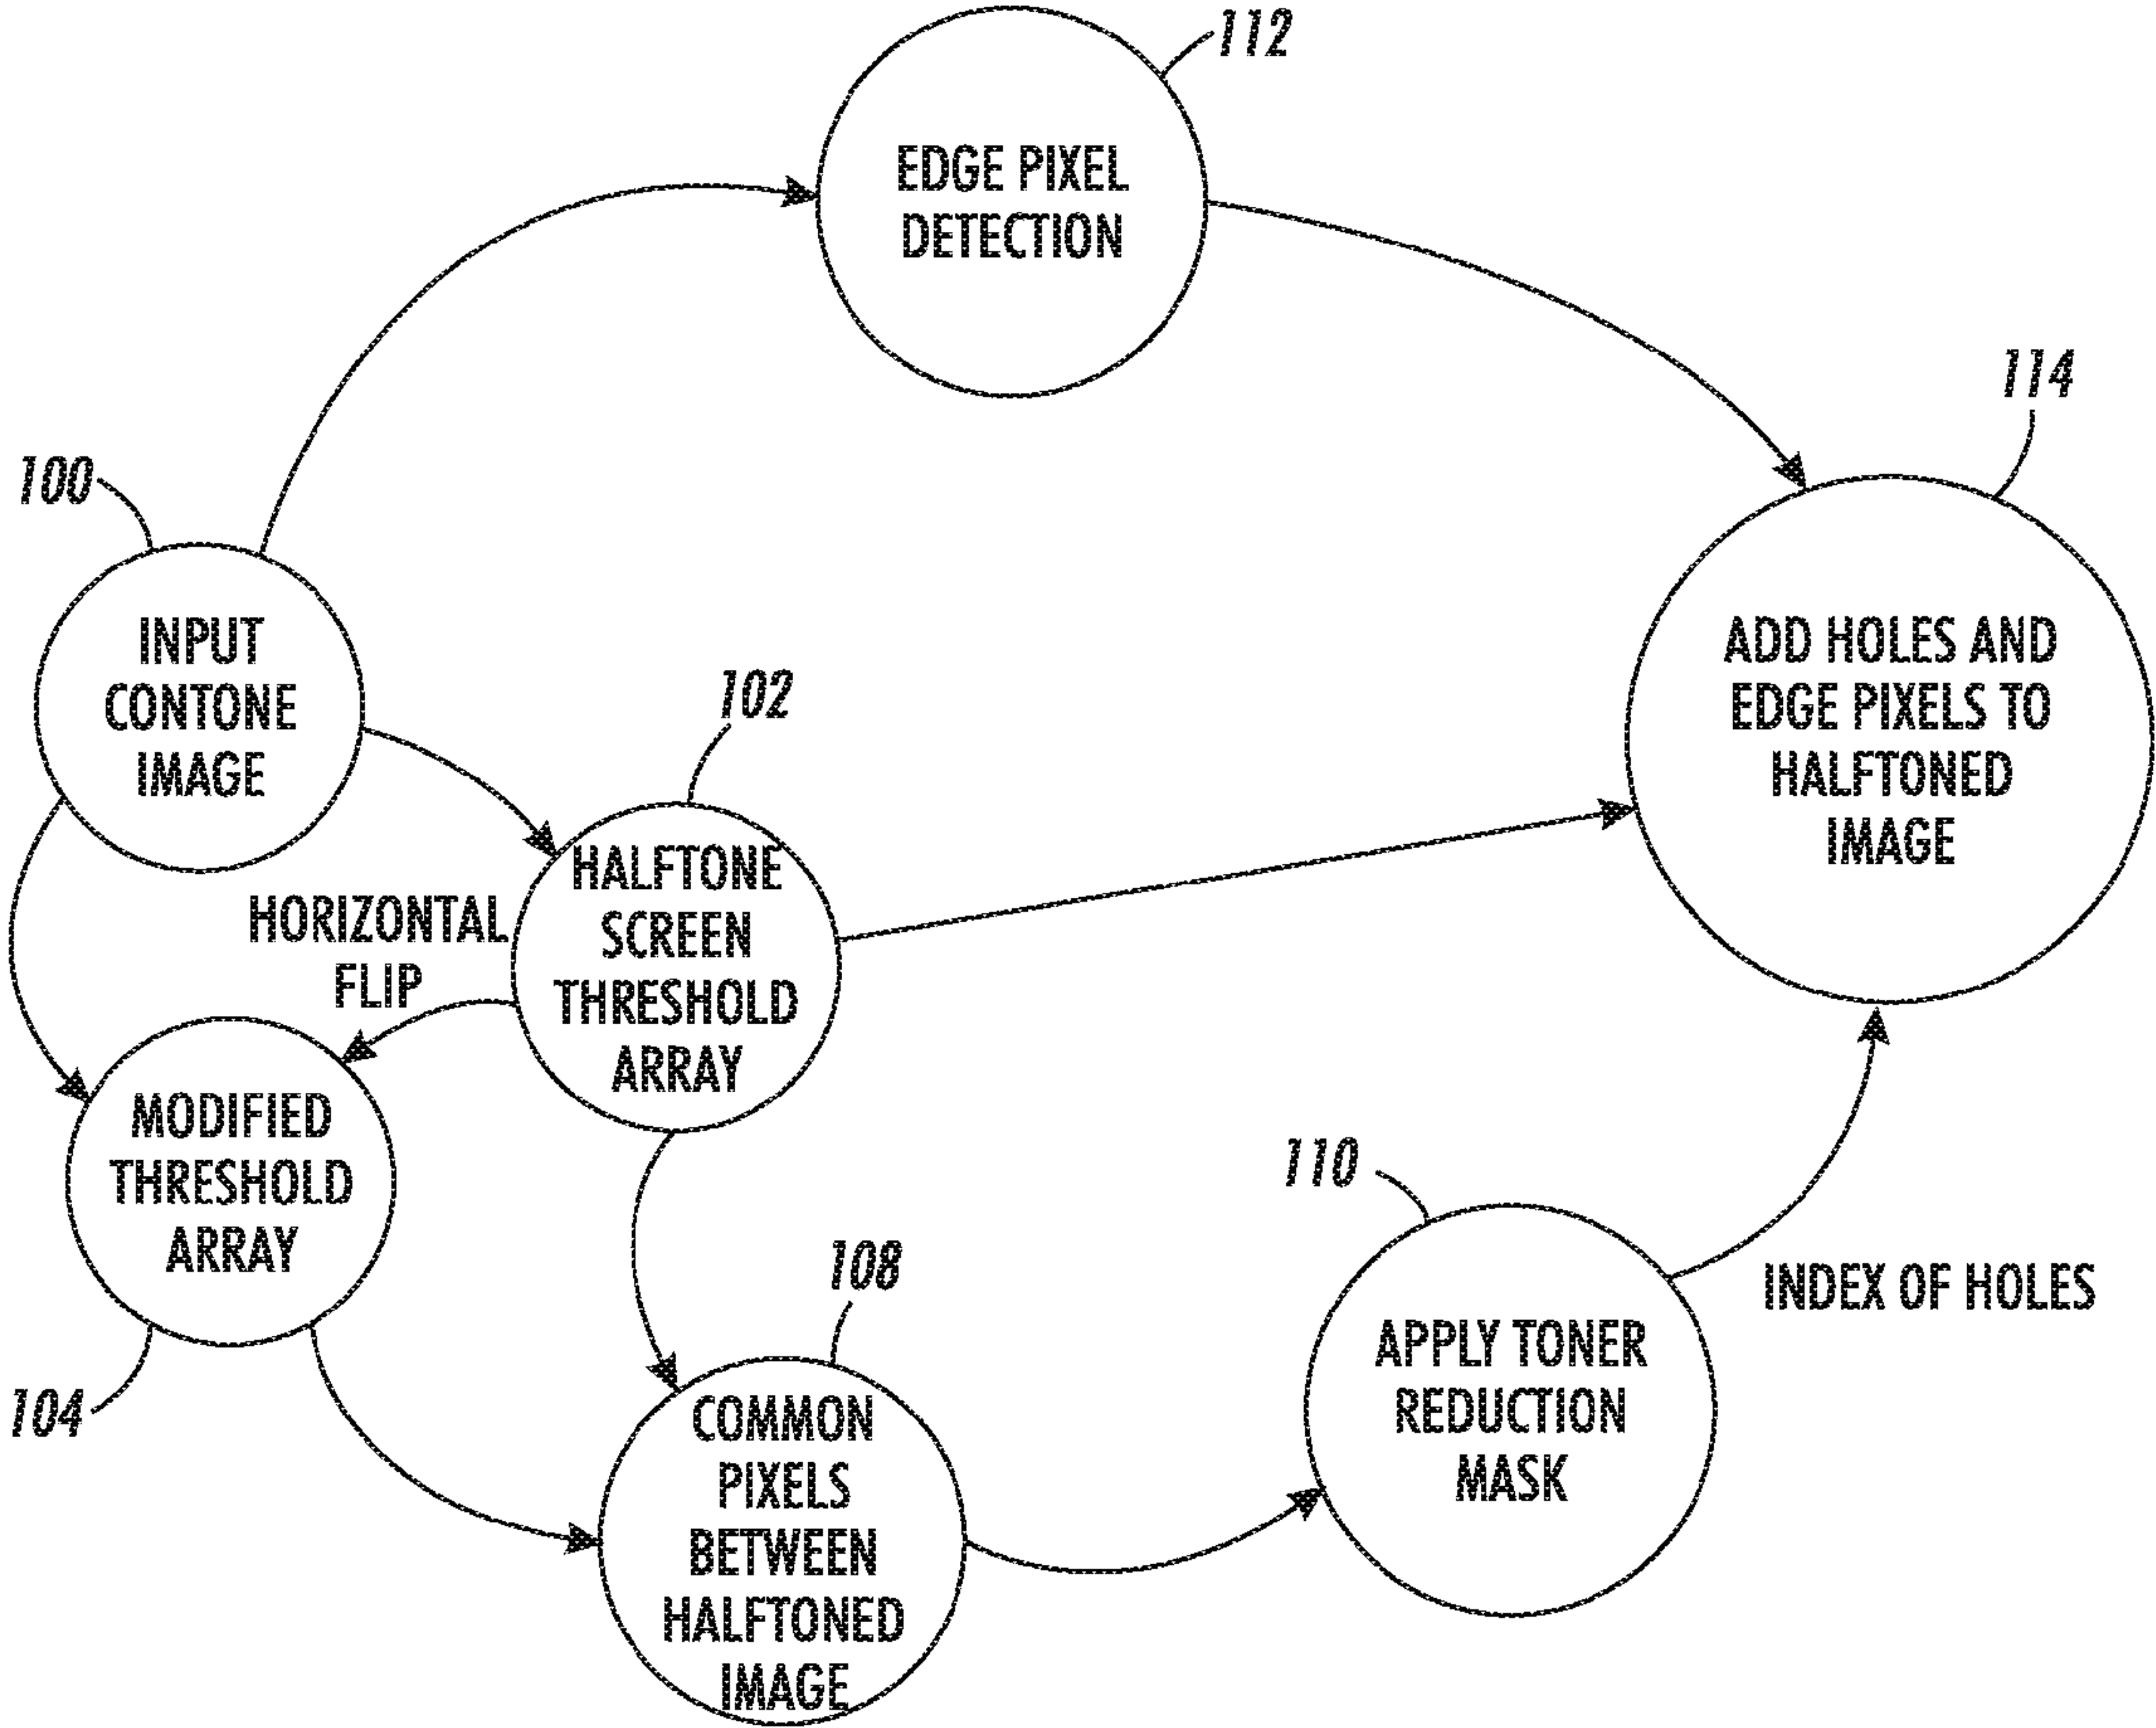 112
EDGE PIXEL
DETECTION
114
100
INPUT
CONTONE
IMAGE
ADD HOLES AND
EDGE PIXELS TO
HALFTONED
IMAGE
102
HALFTONE
SCREEN
THRESHOLD
ARRAY
HORIZONTAL
FLIP
MODIFIED
THRESHOLD
ARRAY
104
110
108
INDEX OF HOLES
APPLY TONER
REDUCTION
MASK
COMMON
PIXELS
BETWEEN
HALFTONED
IMAGE